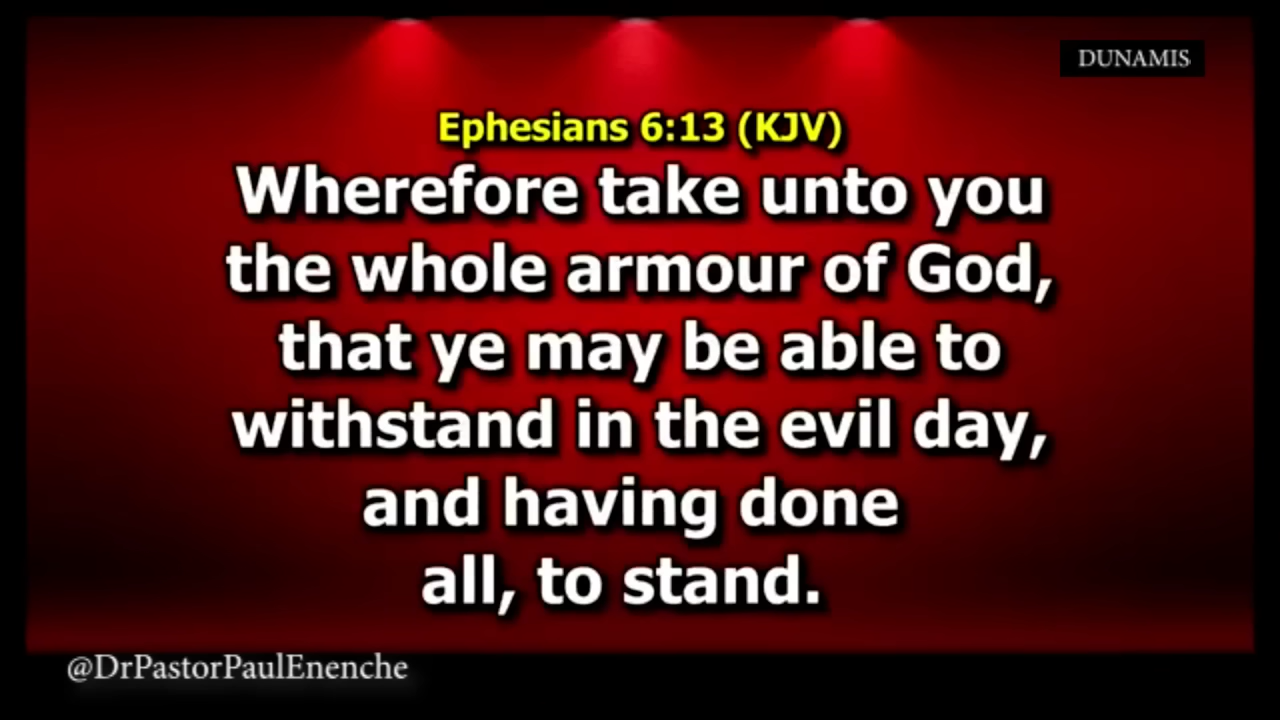 DUNAMIS
Ephesians 6:13 (KJV)
Wherefore take unto you
the whole armour of God,
that ye may be able to
withstand in the evil day,
and having done
all, to stand.
@DrPastorPaulEnenche